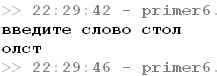 >> 22:29:42 - primer6.
введите слово стол
олст
>> 22:29:46 - primer6.